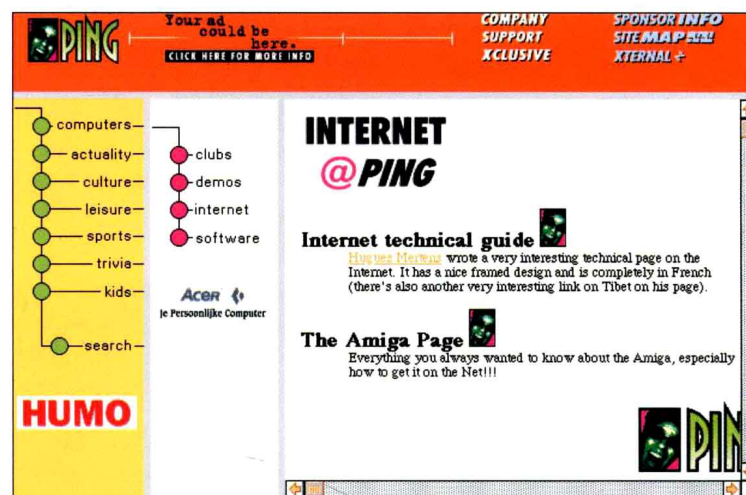 PING
Your ad
could be
here.
CLICK HERE FOR MORE INFO
COMPANY
SUPPORT
XCLUSIVE
SPONSOR INFO
SITE MAP
XTERNAL
computers
actuality
culture
leisure
sports
trivia
kids
search
HUMO
clubs
demos
internet
software
Acer
je Persoonlijke Computer
INTERNET
@PING
Internet technical guide
Hugues Mertens wrote a very interesting technical page on the
Internet. It has a nice framed design and is completely in French
(there's also another very interesting link on Tibet on his page).
The Amiga Page
Everything you always wanted to know about the Amiga, especially
how to get it on the Net!!!
PIN